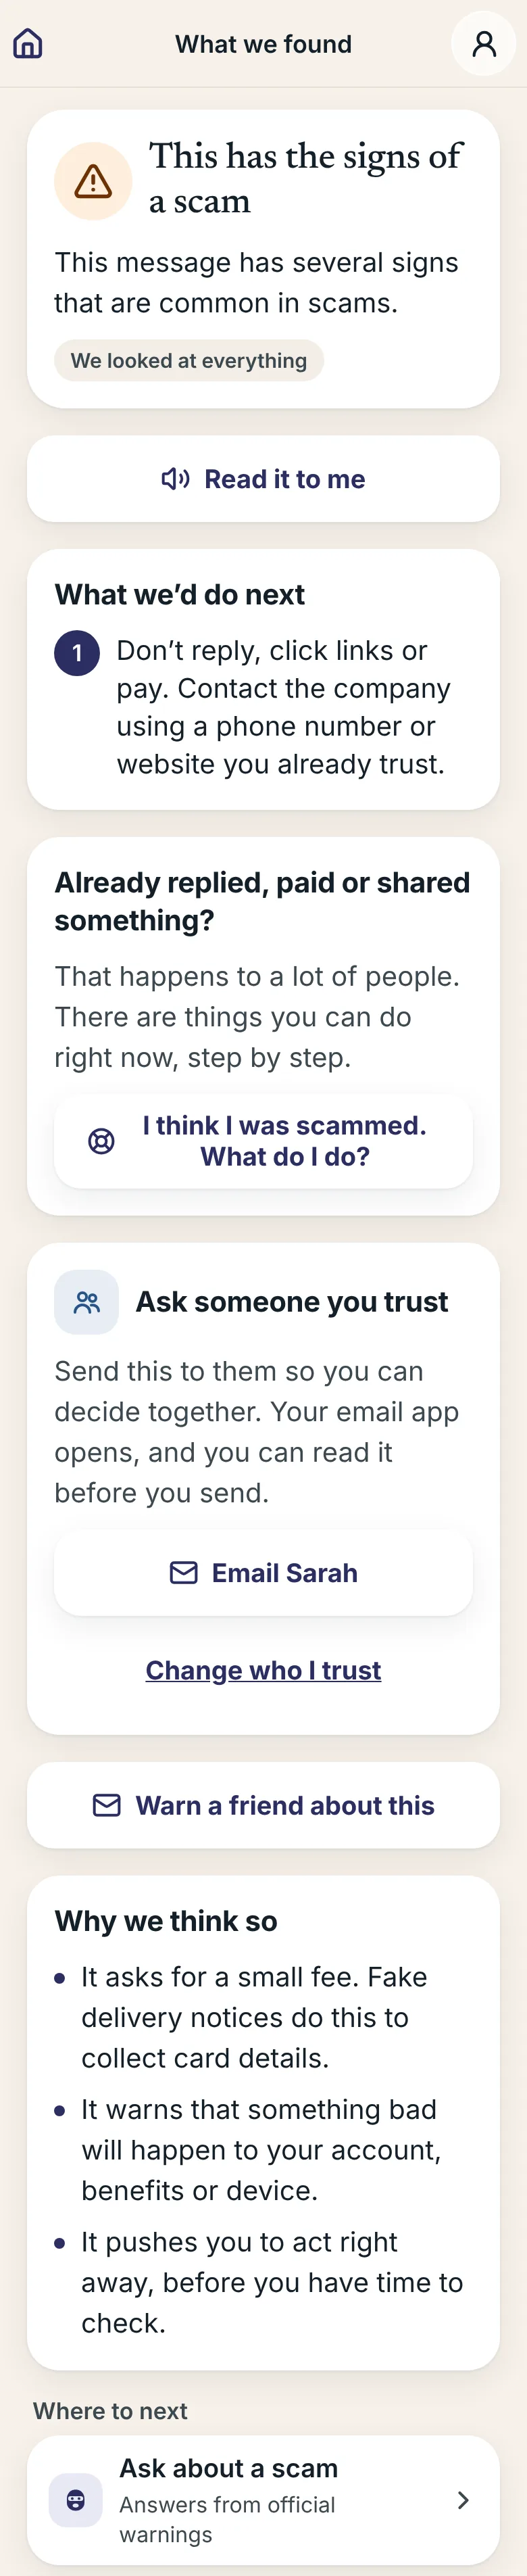 What we found
This has the signs of
a scam
This message has several signs
that are common in scams.
We looked at everything
Read it to me
What we’d do next
1
Don’t reply, click links or
pay. Contact the company
using a phone number or
website you already trust.
Already replied, paid or shared
something?
That happens to a lot of people.
There are things you can do
right now, step by step.
I think I was scammed.
What do I do?
Ask someone you trust
Send this to them so you can
decide together. Your email app
opens, and you can read it
before you send.
Email Sarah
Change who I trust
Warn a friend about this
Why we think so
It asks for a small fee. Fake
delivery notices do this to
collect card details.
It warns that something bad
will happen to your account,
benefits or device.
It pushes you to act right
away, before you have time to
check.
Where to next
Ask about a scam
Answers from official
warnings